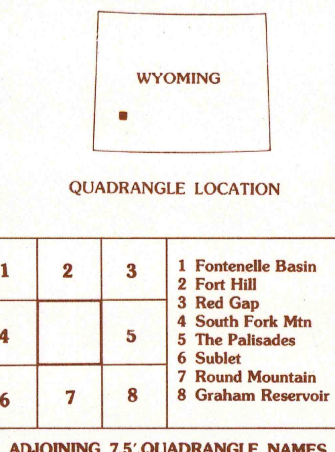 WYOMING
QUADRANGLE LOCATION
1 2 3
4 5
6 7 8
1 Fontenelle Basin
2 Fort Hill
3 Red Gap
4 South Fork Mtn
5 The Palisades
6 Sublet
7 Round Mountain
8 Graham Reservoir
ADJOINING 7.5' QUADRANGLE NAMES